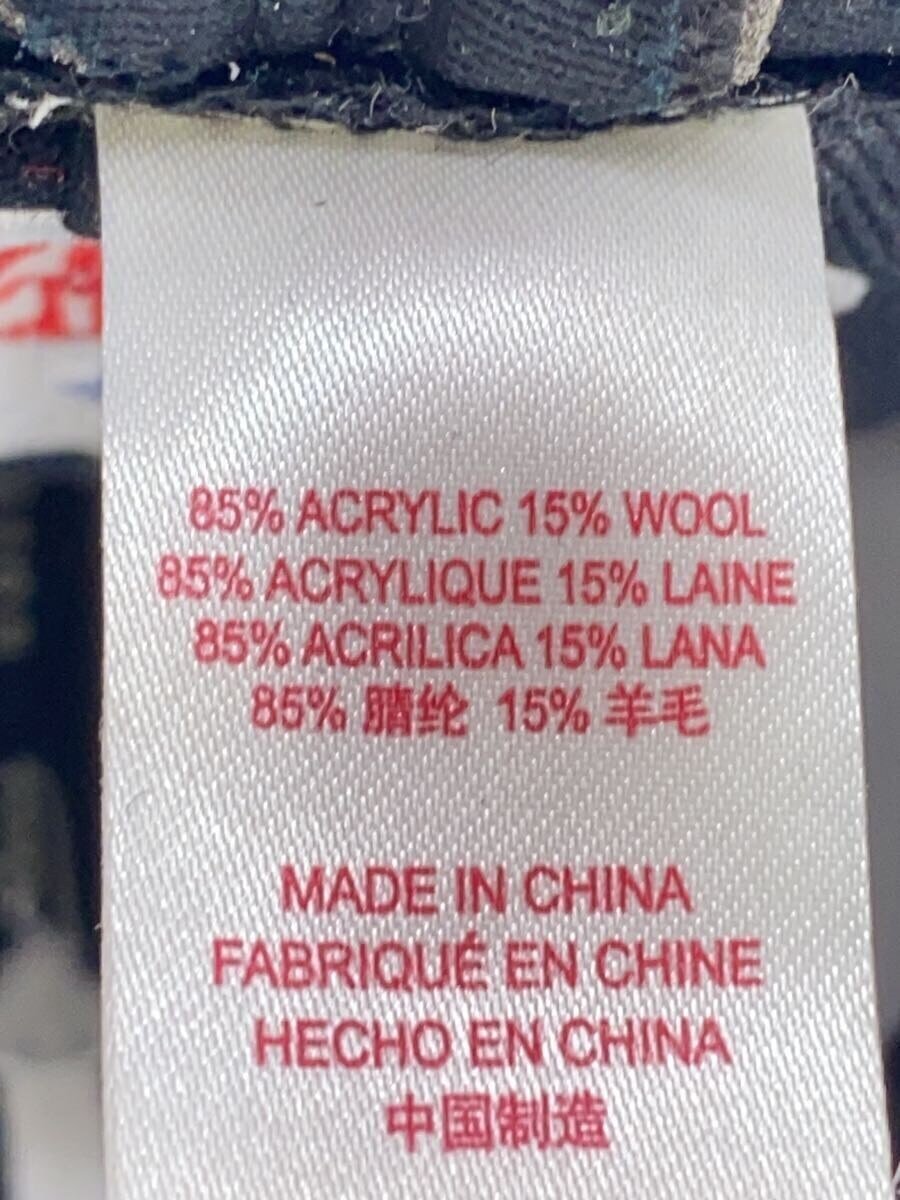 85% ACRYLIC 15% WOOL
85% ACRYLIQUE 15% LAINE
85% ACRILICA 15% LANA
85% 腈纶 15% 羊毛
MADE IN CHINA
FABRIQUÉ EN CHINE
HECHO EN CHINA
中国制造